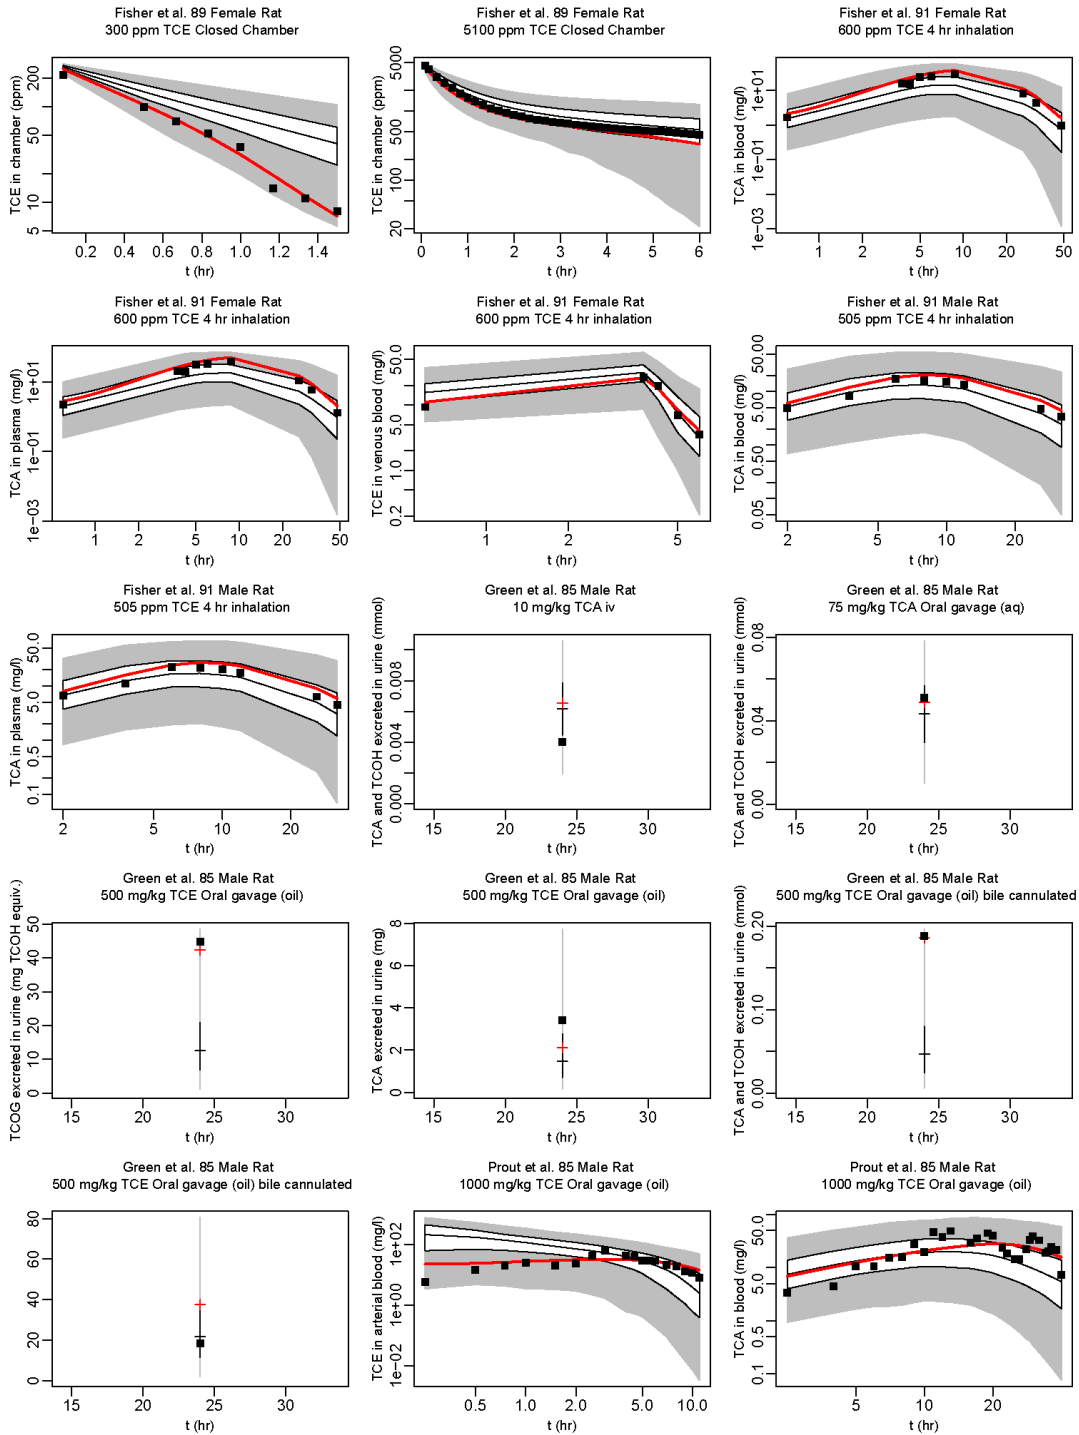 Fisher et al. 89 Female Rat
300 ppm TCE Closed Chamber
TCE in chamber (ppm)
200
50
10
5
0.2 0.4 0.6 0.8 1.0 1.2 1.4
t (hr)
Fisher et al. 89 Female Rat
5100 ppm TCE Closed Chamber
TCE in chamber (ppm)
5000
500
100
20
0 1 2 3 4 5 6
t (hr)
Fisher et al. 91 Female Rat
600 ppm TCE 4 hr inhalation
TCA in blood (mg/l)
1e+01
1e-01
1e-03
1 2 5 10 20 50
t (hr)
Fisher et al. 91 Female Rat
600 ppm TCE 4 hr inhalation
TCA in plasma (mg/l)
1e+01
1e-01
1e-03
1 2 5 10 20 50
t (hr)
Fisher et al. 91 Female Rat
600 ppm TCE 4 hr inhalation
TCE in venous blood (mg/l)
50.0
5.0
1.0
0.2
1 2 5
t (hr)
Fisher et al. 91 Male Rat
505 ppm TCE 4 hr inhalation
TCA in blood (mg/l)
50.00
5.00
0.50
0.05
2 5 10 20
t (hr)
Fisher et al. 91 Male Rat
505 ppm TCE 4 hr inhalation
TCA in plasma (mg/l)
50.0
5.0
0.5
0.1
2 5 10 20
t (hr)
Green et al. 85 Male Rat
10 mg/kg TCA iv
TCA and TCOH excreted in urine (mmol)
0.008
0.004
0.000
15 20 25 30
t (hr)
Green et al. 85 Male Rat
75 mg/kg TCA Oral gavage (aq)
TCA and TCOH excreted in urine (mmol)
0.08
0.04
0.00
15 20 25 30
t (hr)
Green et al. 85 Male Rat
500 mg/kg TCE Oral gavage (oil)
TCOG excreted in urine (mg TCOH equiv.)
50
40
30
20
10
0
15 20 25 30
t (hr)
Green et al. 85 Male Rat
500 mg/kg TCE Oral gavage (oil)
TCA excreted in urine (mg)
8
6
4
2
0
15 20 25 30
t (hr)
Green et al. 85 Male Rat
500 mg/kg TCE Oral gavage (oil) bile cannulated
TCA and TCOH excreted in urine (mmol)
0.20
0.10
0.00
15 20 25 30
t (hr)
Green et al. 85 Male Rat
500 mg/kg TCE Oral gavage (oil) bile cannulated
80
60
40
20
0
15 20 25 30
t (hr)
Prout et al. 85 Male Rat
1000 mg/kg TCE Oral gavage (oil)
TCE in arterial blood (mg/l)
1e+02
1e+00
1e-02
0.5 1.0 2.0 5.0 10.0
t (hr)
Prout et al. 85 Male Rat
1000 mg/kg TCE Oral gavage (oil)
TCA in blood (mg/l)
50.0
5.0
0.5
0.1
5 10 20
t (hr)